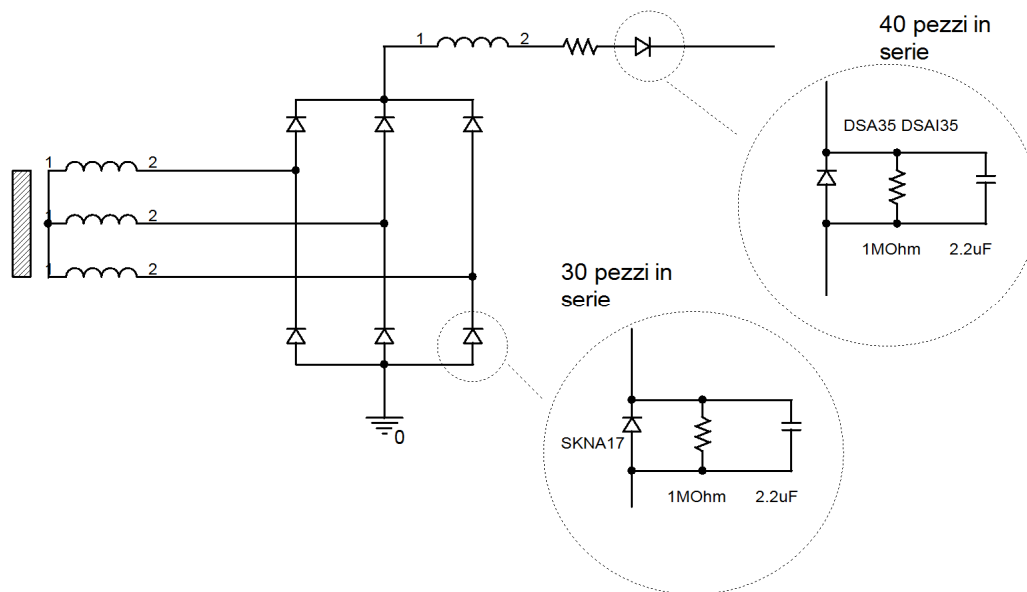 40 pezzi in
serie
1
2
DSA35 DSAI35
1
2
1
2
1MOhm 2.2uF
1
2
30 pezzi in
serie
0
SKNA17
1MOhm 2.2uF